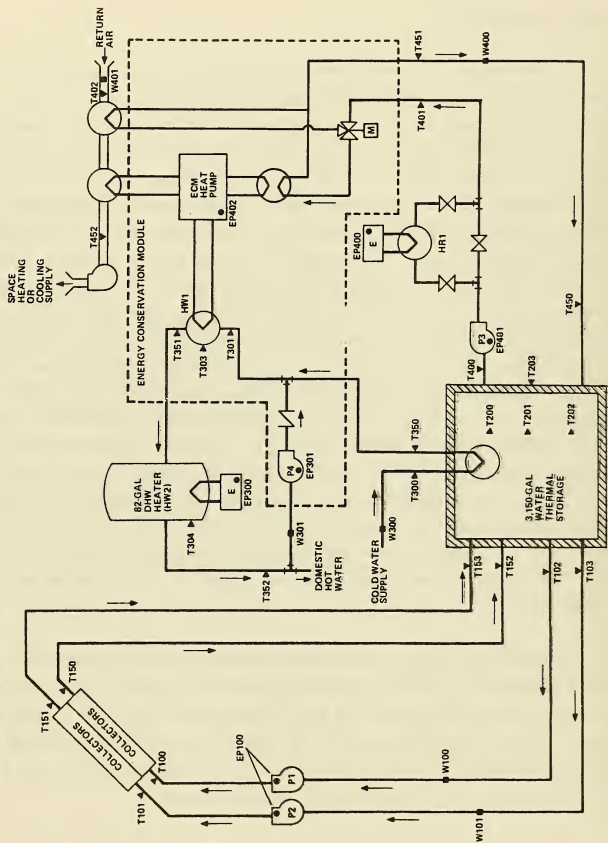 SPACE
HEATING
OR
COOLING
SUPPLY
T452
T402
W401
RETURN
AIR
ENERGY CONSERVATION MODULE
ECM
HEAT
PUMP
EP402
HW1
T351
T303
T301
M
T401
T451
W400
82-GAL
DHW
HEATER
(HW2)
E
EP300
T304
P4
EP301
W301
T352
DOMESTIC
HOT
WATER
EP400
E
HR1
P3
EP401
T400
T450
T203
COLD WATER
SUPPLY
W300
T300
T350
T200
T201
T202
3,150-GAL
WATER
THERMAL
STORAGE
T153
T152
T102
T103
T151
T150
COLLECTORS
COLLECTORS
T101
T100
EP100
P2
P1
W100
W101